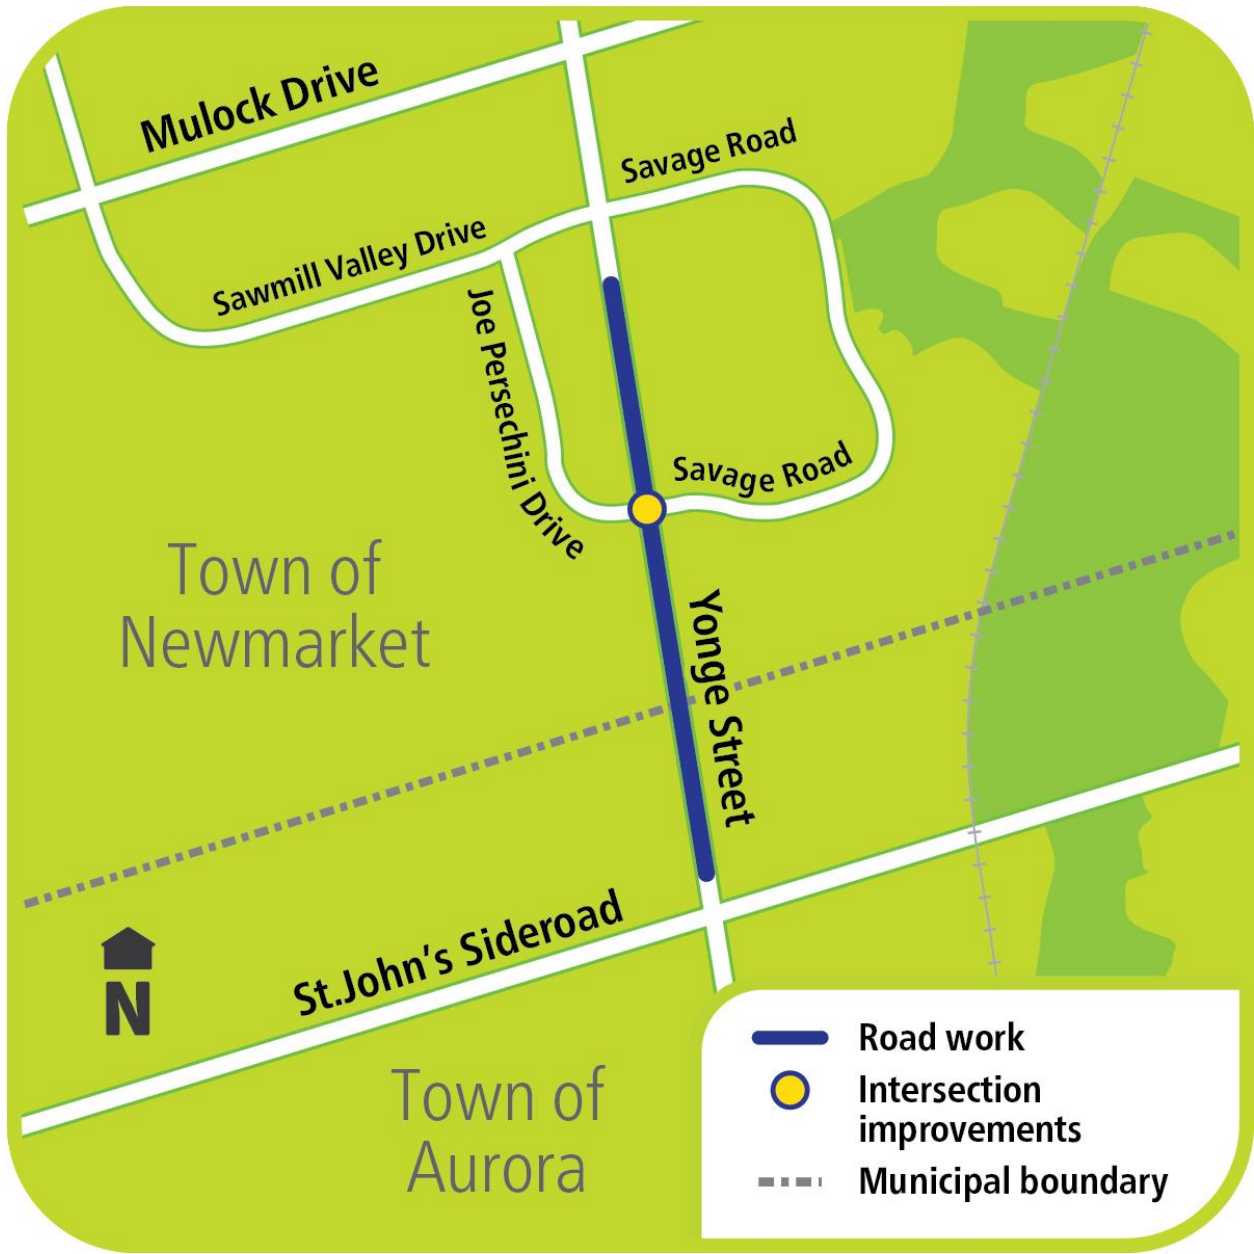 Mulock Drive
Savage Road
Sawmill Valley Drive
Joe Persechini Drive
Savage Road
Town of
Newmarket
Yonge Street
St.John's Sideroad
N
Town of
Aurora
Road work
Intersection
improvements
Municipal boundary